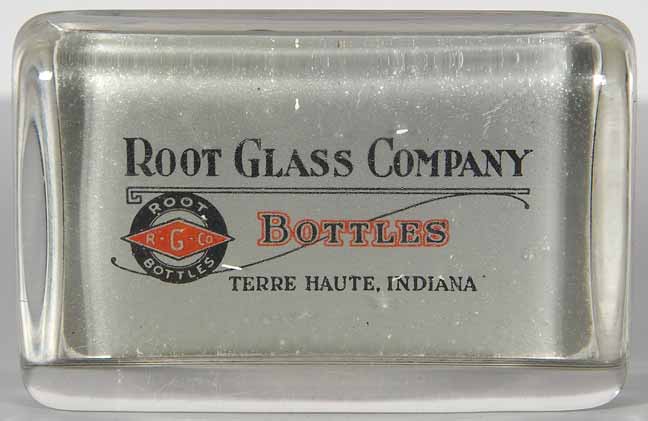 ROOT GLASS COMPANY
ROOT
R·G·Co
BOTTLES
BOTTLES
TERRE HAUTE, INDIANA